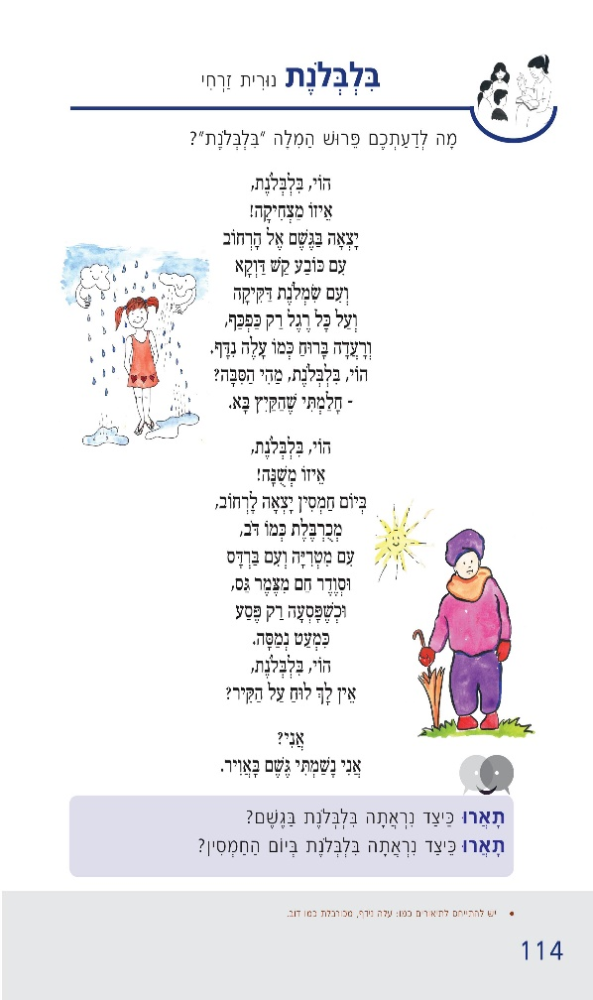 בִּלְבְּלֹנֶת נוּרִית זַרְחִי
מָה לְדַעַתְכֶם פֵּרוּשׁ הַמִּלָּה "בִּלְבְּלֹנֶת"?
הוֹי, בִּלְבְּלֹנֶת,
אֵיזוֹ מַצְחִיקָה!
יָצְאָה בַּגֶּשֶׁם אֶל הָרְחוֹב
עִם כּוֹבַע קַשׁ דַּוְקָא
וְעִם שִׂמְלֹנֶת דַּקִּיקָה
וְעַל כָּל רֶגֶל רַק כַּפְכַּף,
וְרָעֲדָה בָּרוּחַ כְּמוֹ עָלֶה נִדָּף.
הוֹי, בִּלְבְּלֹנֶת, מַהִי הַסִּבָּה?
- חָלַמְתִּי שֶׁהַקַּיִץ בָּא.
הוֹי, בִּלְבְּלֹנֶת,
אֵיזוֹ מְשֻׁנָּה!
בְּיוֹם חַמְסִין יָצְאָה לָרְחוֹב,
מְכֻרְבֶּלֶת כְּמוֹ דֹּב,
עִם מִטְרִיָּה וְעִם בַּרְדָּס
וְסְוֶדֶר חַם מִצֶּמֶר גַּס,
וּכְשֶׁפָּסְעָה רַק פֶּסַע
כִּמְעַט נְמַסָּה.
הוֹי, בִּלְבְּלֹנֶת,
אֵין לָךְ לוּחַ עַל הַקִּיר?
אֲנִי?
אֲנִי נָשַׁמְתִּי גֶּשֶׁם בָּאֲוִיר.
תָּאֲרוּ כֵּיצַד נִרְאֲתָה בִּלְבְּלֹנֶת בַּגֶּשֶׁם?
תָּאֲרוּ כֵּיצַד נִרְאֲתָה בִּלְבְּלֹנֶת בְּיוֹם הַחַמְסִין?
• יש להתייחס לתיאורים כמו: עלה נידף, מכורבלת כמו דוב.
114